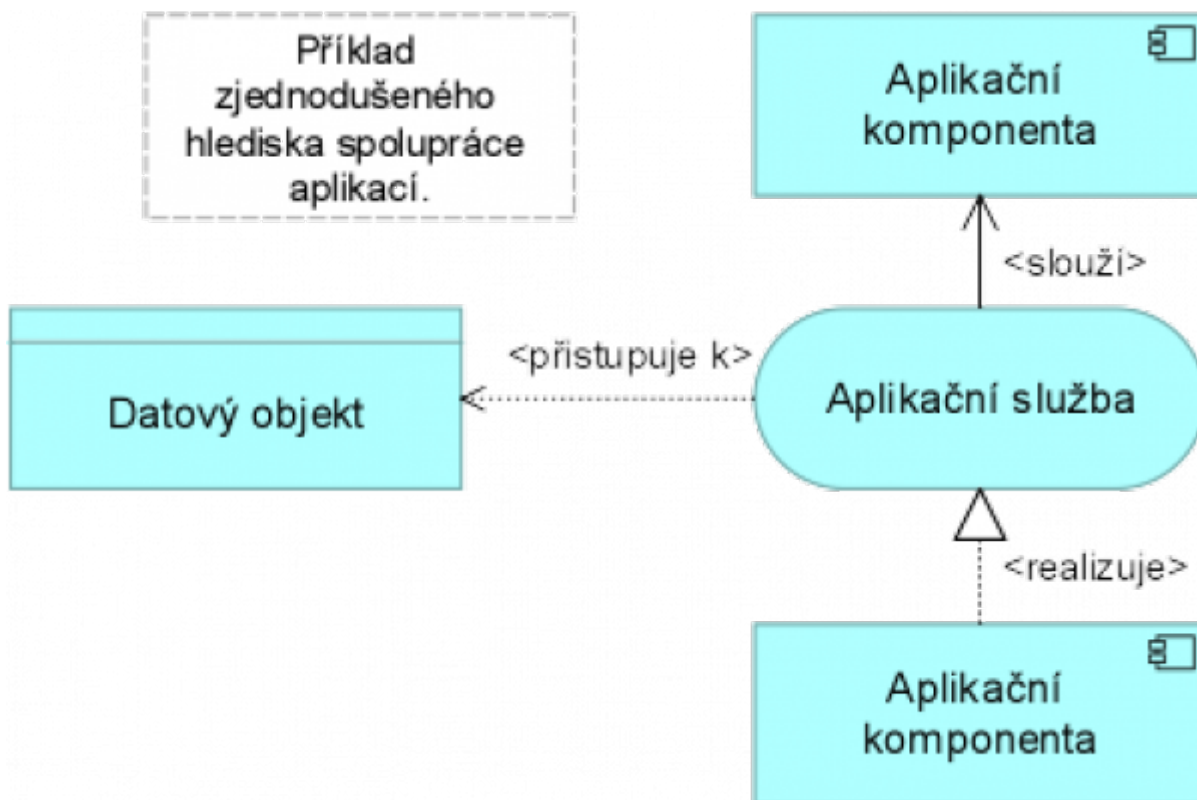 Příklad
zjednodušeného
hlediska spolupráce
aplikací.
Aplikační
komponenta
<slouží>
<přistupuje k>
Datový objekt
Aplikační služba
<realizuje>
Aplikační
komponenta